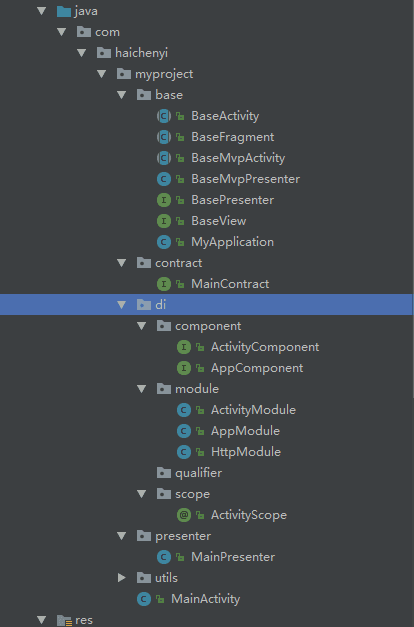 java
com
haichenyi
myproject
base
BaseActivity
BaseFragment
BaseMvpActivity
BaseMvpPresenter
BasePresenter
BaseView
MyApplication
contract
MainContract
di
component
ActivityComponent
AppComponent
module
ActivityModule
AppModule
HttpModule
qualifier
scope
ActivityScope
presenter
MainPresenter
utils
MainActivity
res